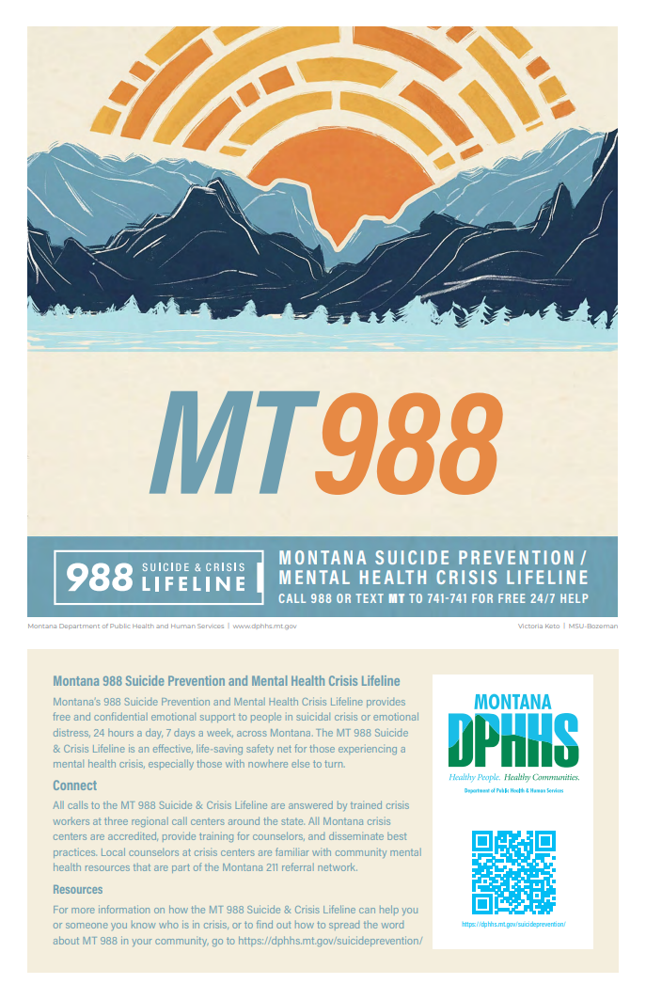 MT988
988 SUICIDE & CRISIS LIFELINE
MONTANA SUICIDE PREVENTION /
MENTAL HEALTH CRISIS LIFELINE
CALL 988 OR TEXT MT TO 741-741 FOR FREE 24/7 HELP
Montana Department of Public Health and Human Services | www.dphhs.mt.gov
Victoria Keto | MSU-Bozeman
Montana 988 Suicide Prevention and Mental Health Crisis Lifeline
Montana's 988 Suicide Prevention and Mental Health Crisis Lifeline provides
free and confidential emotional support to people in suicidal crisis or emotional
distress, 24 hours a day, 7 days a week, across Montana. The MT 988 Suicide
& Crisis Lifeline is an effective, life-saving safety net for those experiencing a
mental health crisis, especially those with nowhere else to turn.
Connect
All calls to the MT 988 Suicide & Crisis Lifeline are answered by trained crisis
workers at three regional call centers around the state. All Montana crisis
centers are accredited, provide training for counselors, and disseminate best
practices. Local counselors at crisis centers are familiar with community mental
health resources that are part of the Montana 211 referral network.
Resources
For more information on how the MT 988 Suicide & Crisis Lifeline can help you
or someone you know who is in crisis, or to find out how to spread the word
about MT 988 in your community, go to https://dphhs.mt.gov/suicideprevention/
MONTANA
DPHHS
Healthy People. Healthy Communities.
Department of Public Health & Human Services
https://dphhs.mt.gov/suicideprevention/